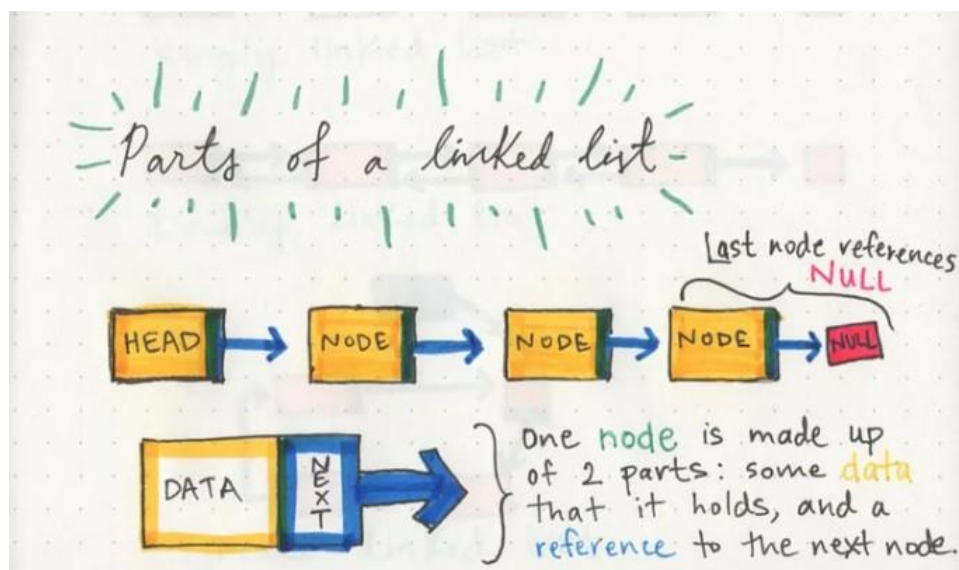 Parts of a linked list
Last node references
NULL
HEAD NODE NODE NODE NULL
DATA NEXT
One node is made up
of 2 parts: some data
that it holds, and a
reference to the next node.